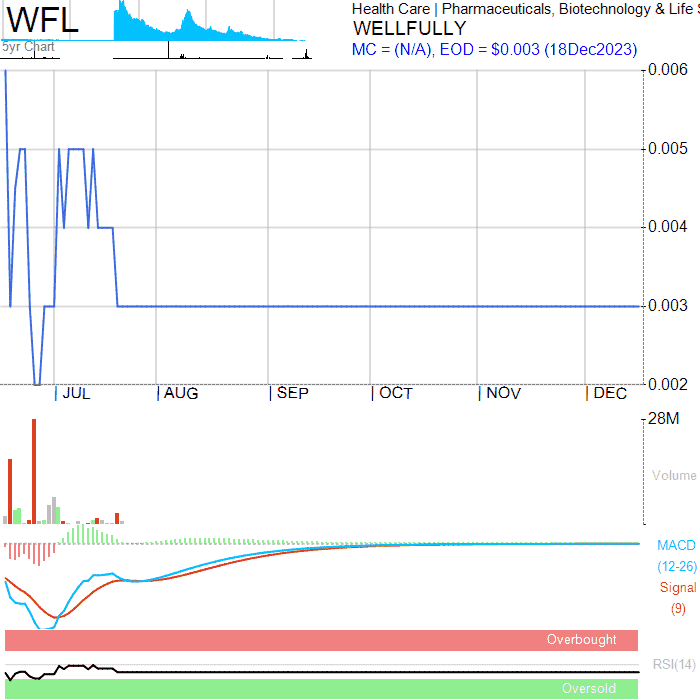 WFL
5yr Chart
Health Care | Pharmaceuticals, Biotechnology & Life S
WELLFULLY
MC = (N/A), EOD = $0.003 (18Dec2023)
0.006
0.005
0.004
0.003
0.002
JUL AUG SEP OCT NOV DEC
28M
Volume
MACD
(12-26)
Signal
(9)
Overbought
RSI(14)
Oversold